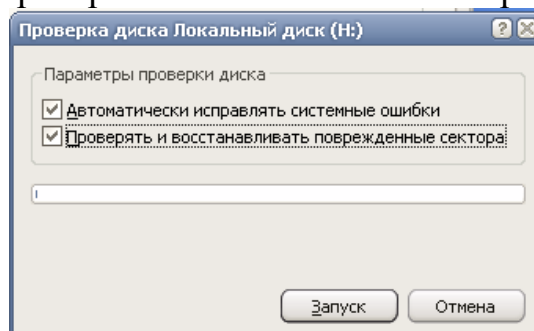 Проверка диска Локальный диск (H:)
Параметры проверки диска
Автоматически исправлять системные ошибки
Проверять и восстанавливать поврежденные сектора
Запуск
Отмена